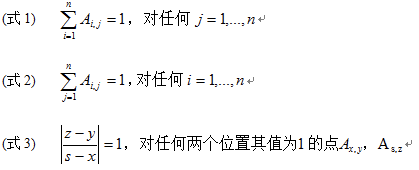 (式 1) $\sum_{i=1}^{n} A_{i,j} = 1$， 对任何 $j = 1,...,n$↵
(式 2) $\sum_{j=1}^{n} A_{i,j} = 1$, 对任何 $i = 1,...,n$↵
(式 3) $\left|\frac{z-y}{s-x}\right| = 1$，对任何两个位置其值为1 的点$A_{x,y}$，$\mathrm{A}_{s,z}$↵